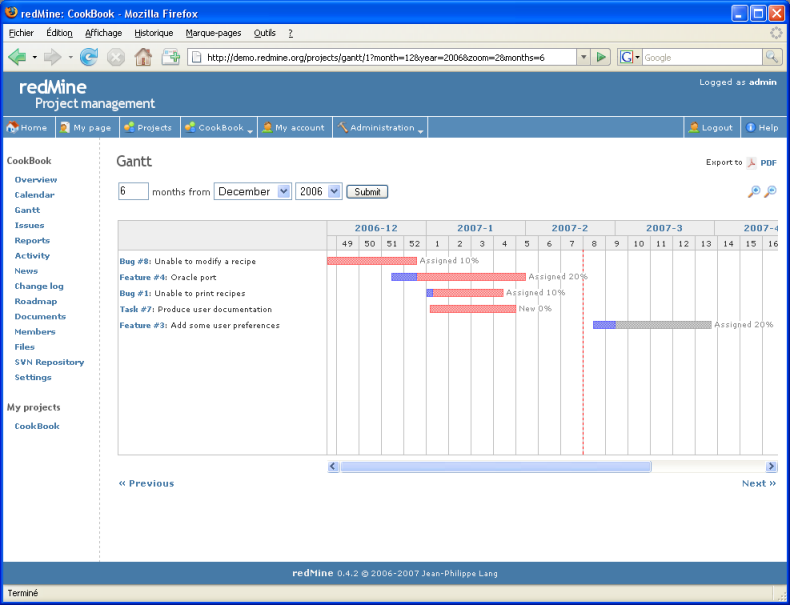 redMine: CookBook - Mozilla Firefox
Fichier Édition Affichage Historique Marque-pages Outils ?
http://demo.redmine.org/projects/gantt/1?month=12&year=2006&zoom=2&months=6 G Google
redMine
Project management
Logged as admin
Home My page Projects CookBook My account Administration Logout Help
CookBook
Overview
Calendar
Gantt
Issues
Reports
Activity
News
Change log
Roadmap
Documents
Members
Files
SVN Repository
Settings
My projects
CookBook
Gantt
Export to PDF
6 months from December 2006 Submit
2006-12 2007-1 2007-2 2007-3 2007-4
49 50 51 52 1 2 3 4 5 6 7 8 9 10 11 12 13 14 15 16
Bug #8: Unable to modify a recipe Assigned 10%
Feature #4: Oracle port Assigned 20%
Bug #1: Unable to print recipes Assigned 10%
Task #7: Produce user documentation New 0%
Feature #3: Add some user preferences Assigned 20%
« Previous Next »
redMine 0.4.2 © 2006-2007 Jean-Philippe Lang
Terminé